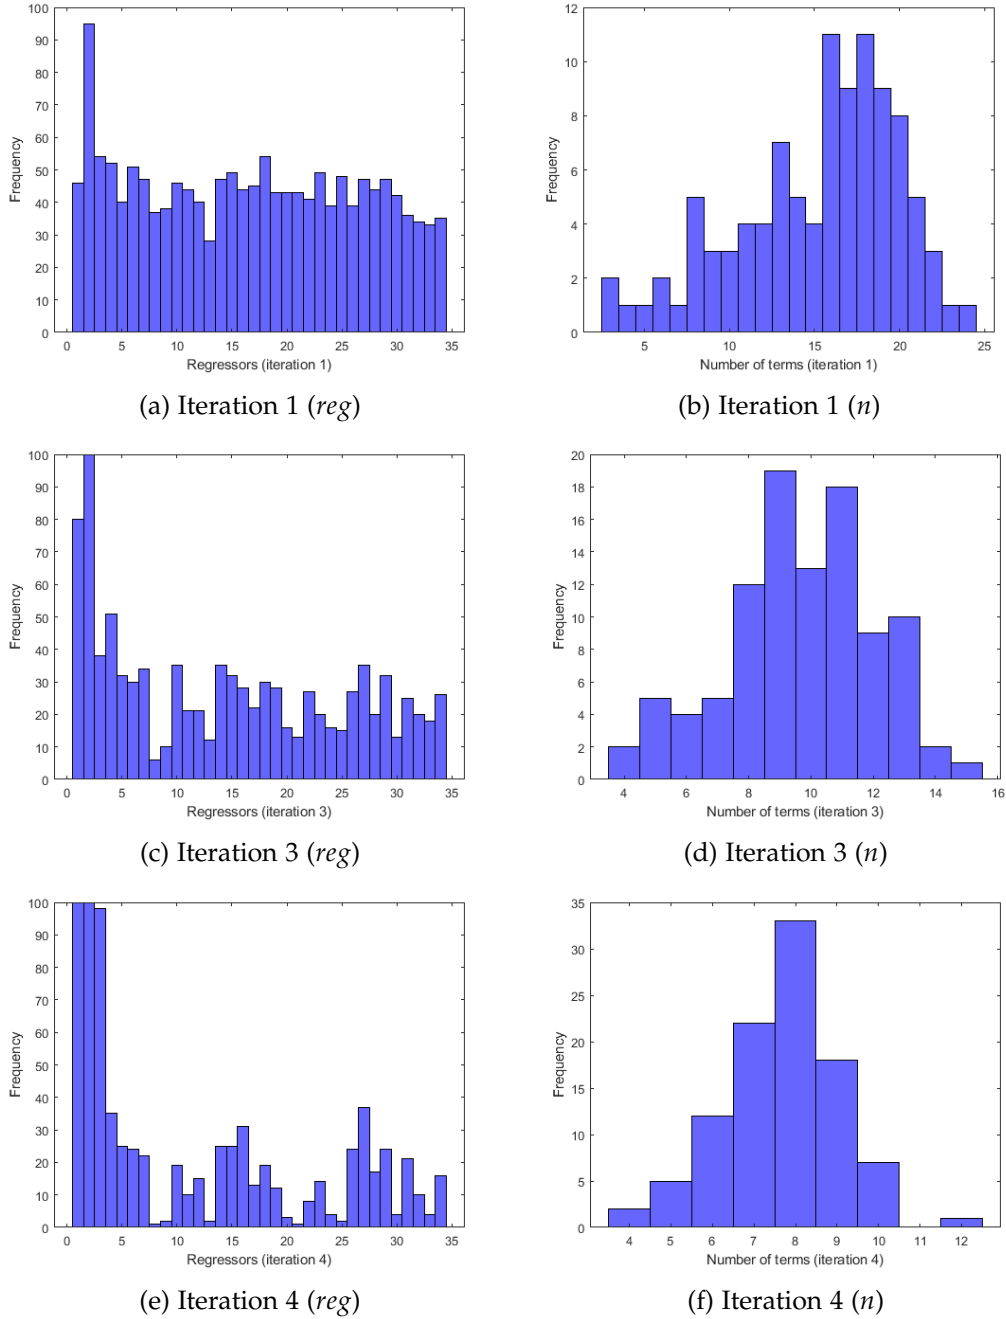 100
90
80
70
60
50
40
30
20
10
0
Frequency
0 5 10 15 20 25 30 35
Regressors (iteration 1)
(a) Iteration 1 (reg)
12
10
8
6
4
2
0
Frequency
5 10 15 20 25
Number of terms (iteration 1)
(b) Iteration 1 (n)
100
90
80
70
60
50
40
30
20
10
0
Frequency
0 5 10 15 20 25 30 35
Regressors (iteration 3)
(c) Iteration 3 (reg)
20
18
16
14
12
10
8
6
4
2
0
Frequency
4 6 8 10 12 14 16
Number of terms (iteration 3)
(d) Iteration 3 (n)
100
90
80
70
60
50
40
30
20
10
0
Frequency
0 5 10 15 20 25 30 35
Regressors (iteration 4)
(e) Iteration 4 (reg)
35
30
25
20
15
10
5
0
Frequency
4 5 6 7 8 9 10 11 12
Number of terms (iteration 4)
(f) Iteration 4 (n)